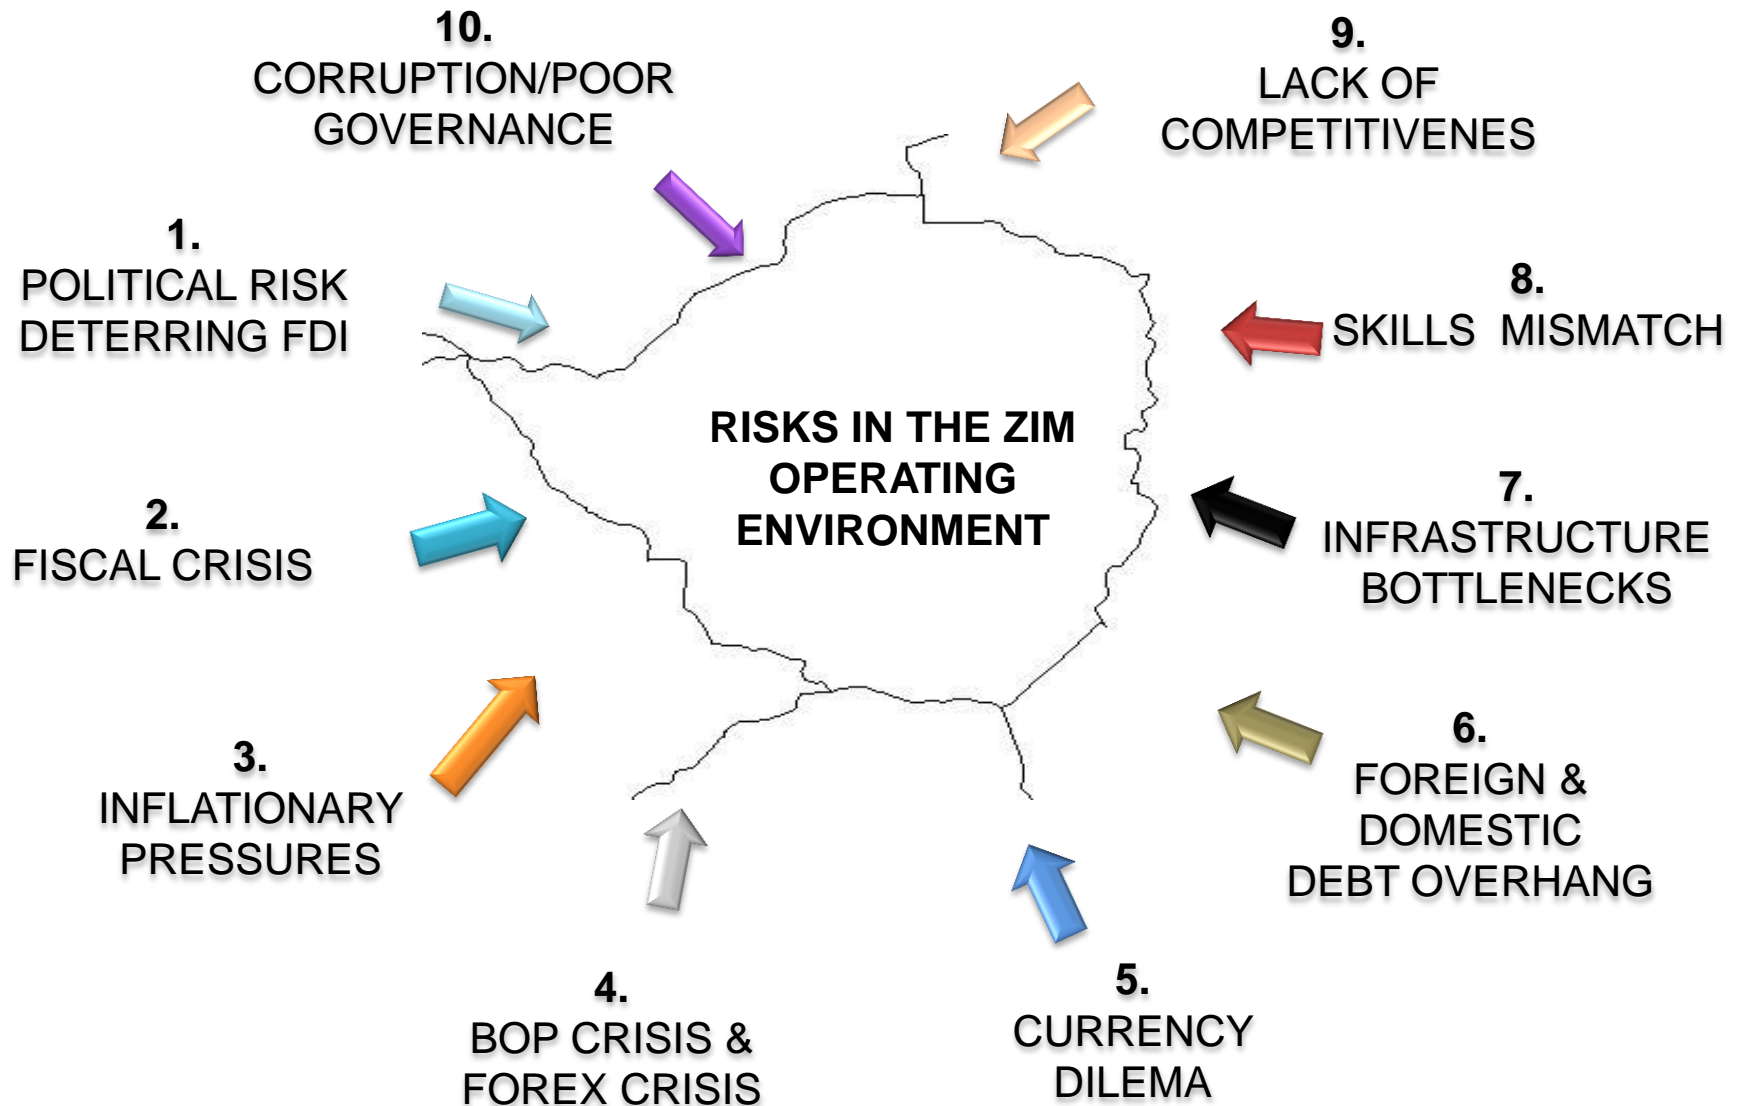 10.
CORRUPTION/POOR
GOVERNANCE
9.
LACK OF
COMPETITIVENES
1.
POLITICAL RISK
DETERRING FDI
8.
SKILLS MISMATCH
RISKS IN THE ZIM
OPERATING
ENVIRONMENT
2.
FISCAL CRISIS
7.
INFRASTRUCTURE
BOTTLENECKS
3.
INFLATIONARY
PRESSURES
6.
FOREIGN &
DOMESTIC
DEBT OVERHANG
4.
BOP CRISIS &
FOREX CRISIS
5.
CURRENCY
DILEMA